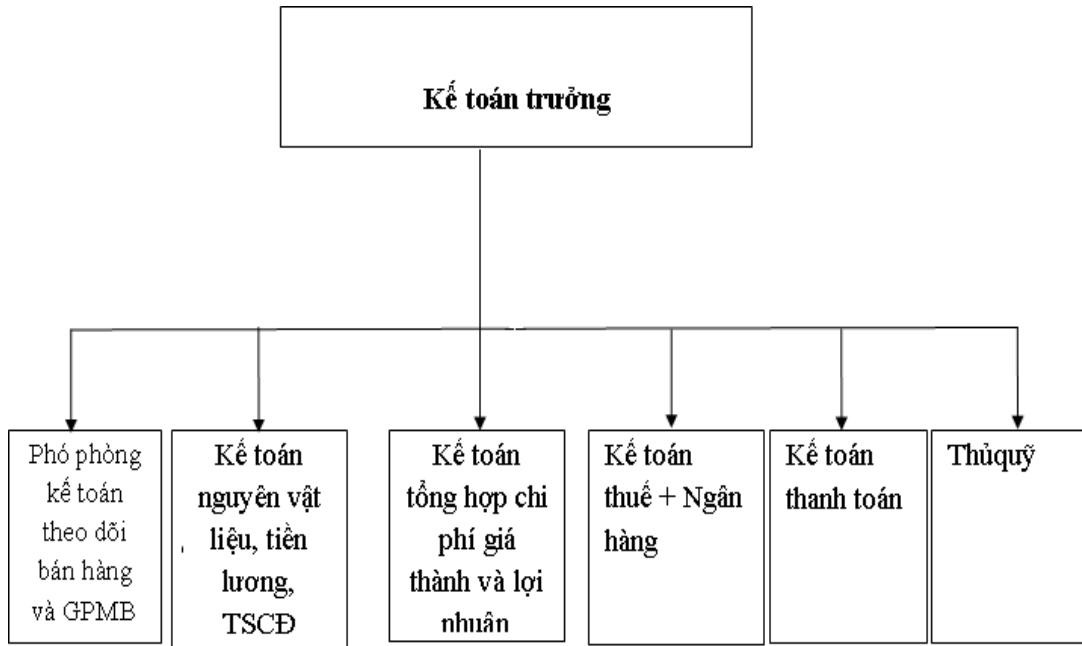 Kế toán trưởng
Phó phòng
kế toán
theo dõi
bán hàng
và GPMB
Kế toán
nguyên vật
liệu, tiền
lương,
TSCĐ
Kế toán
tổng hợp chi
phí giá
thành và lợi
nhuân
Kế toán
thuế + Ngân
hàng
Kế toán
thanh toán
Thủquỹ